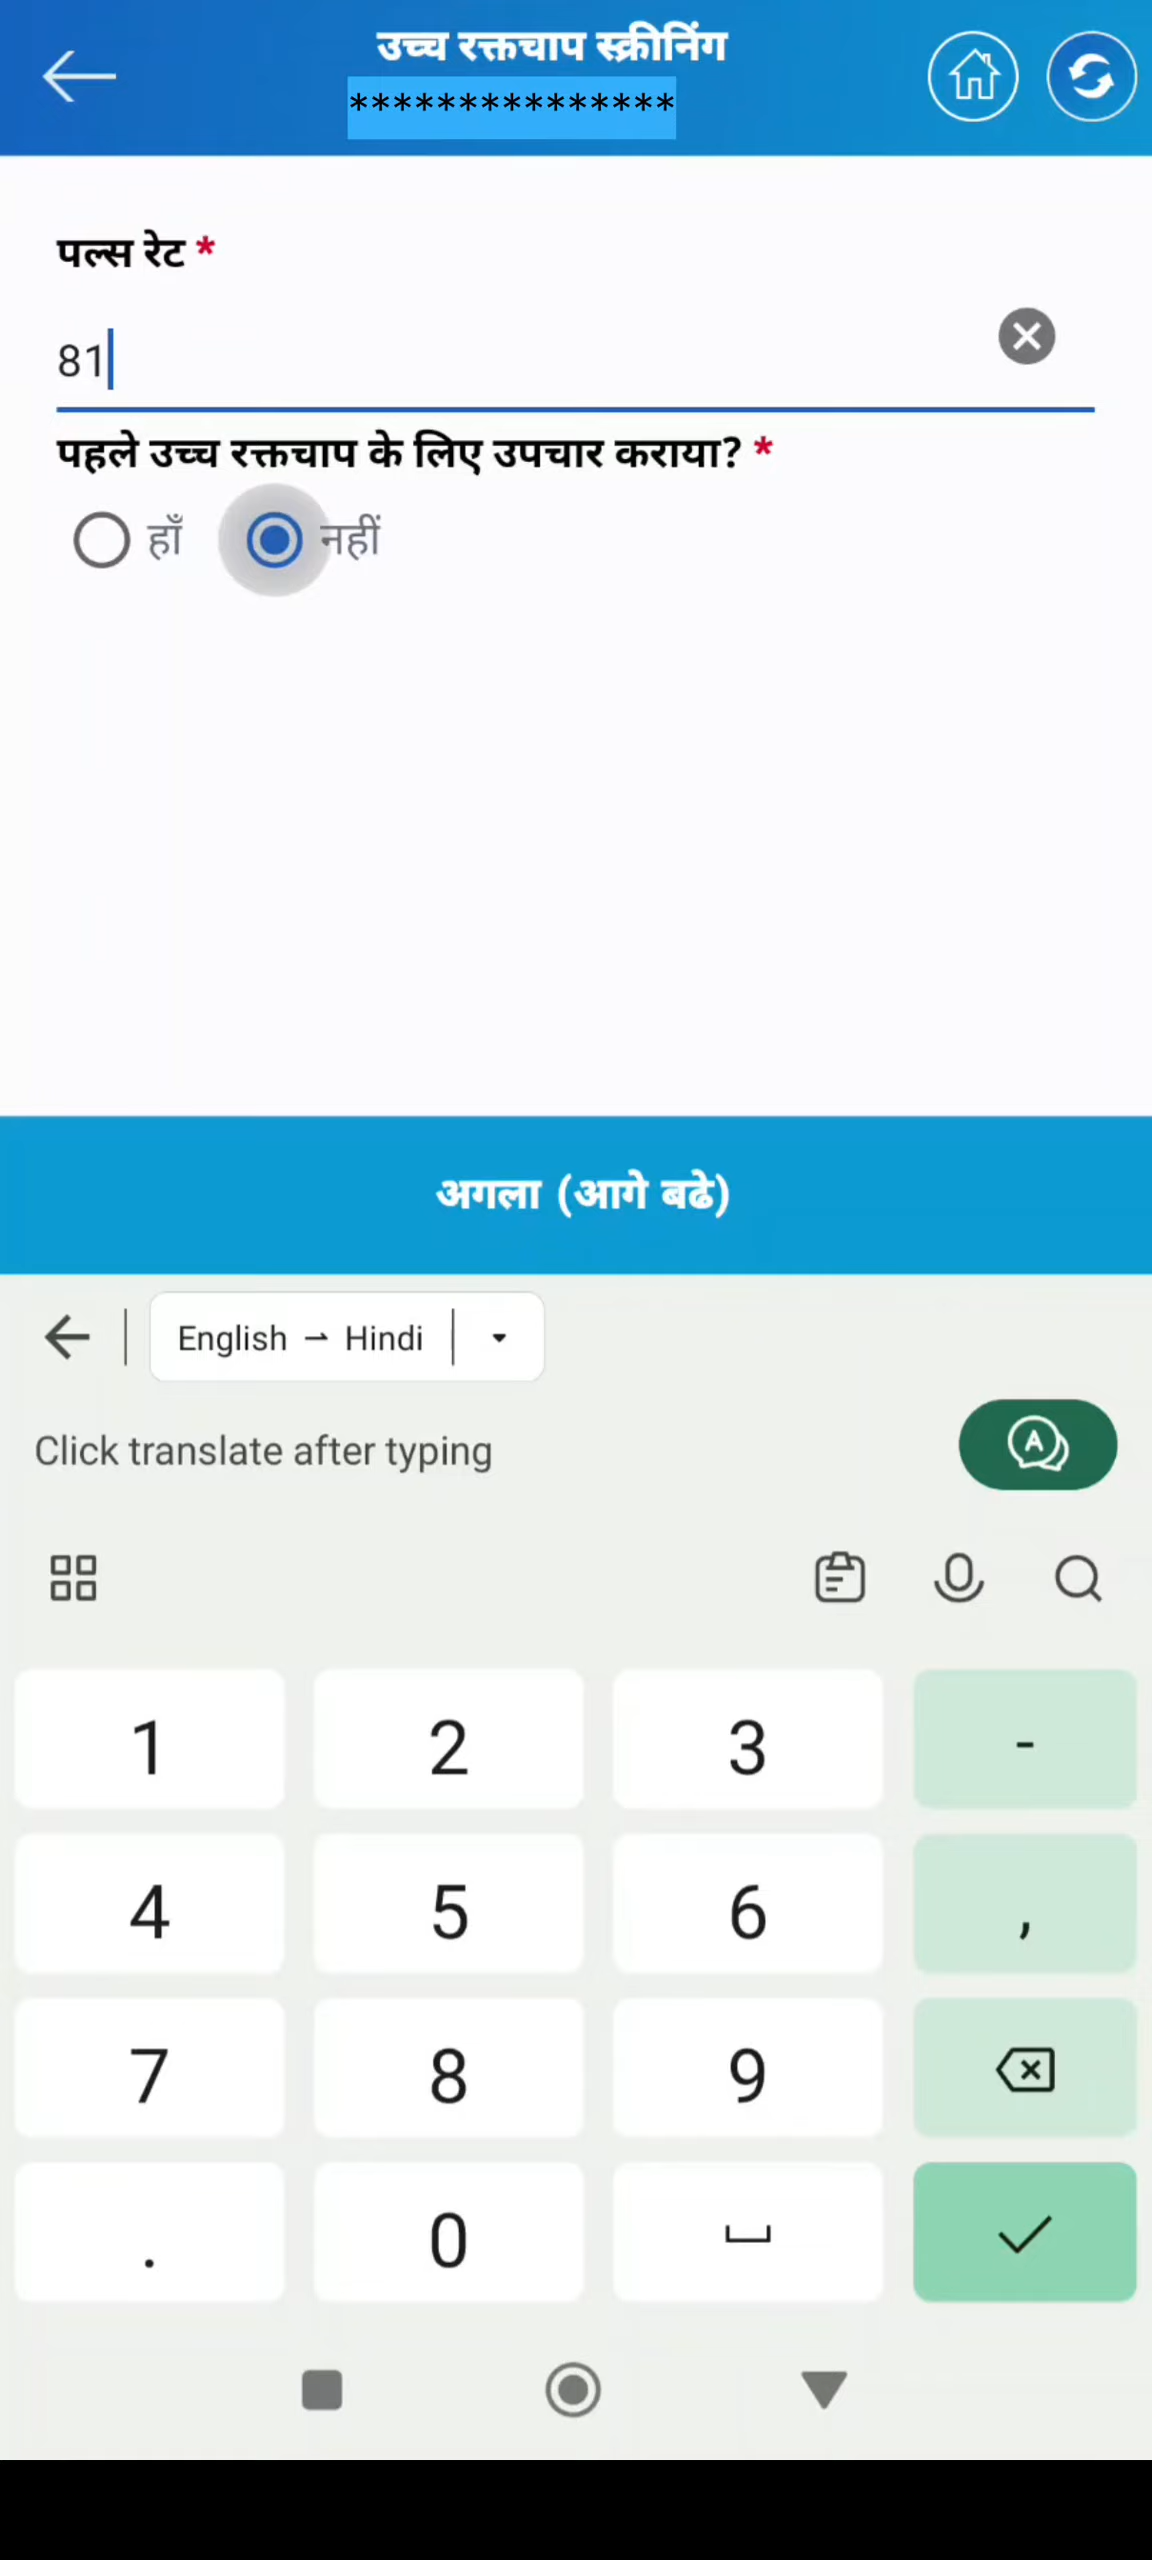 उच्च रक्तचाप स्क्रीनिंग
***************
पल्स रेट *
81
पहले उच्च रक्तचाप के लिए उपचार कराया? *
हाँ नहीं
अगला (आगे बढे)
English → Hindi
Click translate after typing
1 2 3 -
4 5 6 ,
7 8 9
. 0